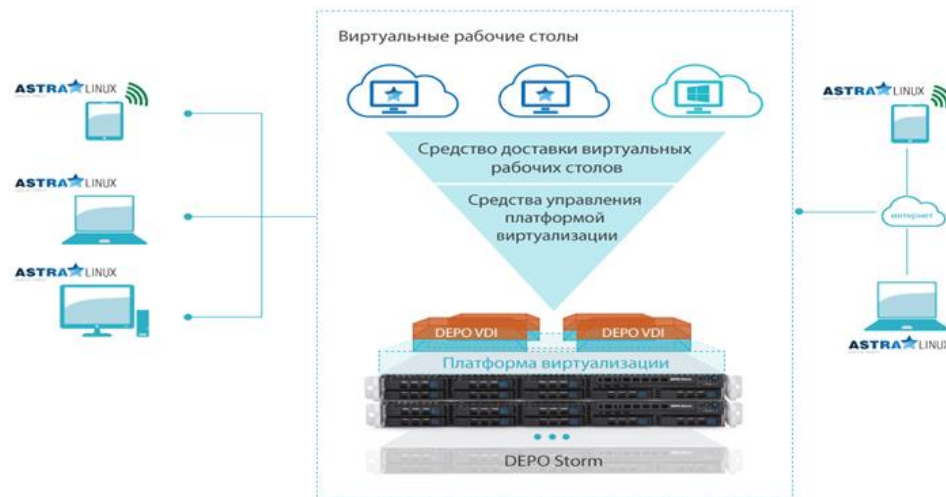 Виртуальные рабочие столы
ASTRA LINUX
ASTRA LINUX
ASTRA LINUX
Средство доставки виртуальных
рабочих столов
Средства управления
платформой
виртуализации
DEPO VDI
DEPO VDI
Платформа виртуализации
DEPO Storm
ASTRA LINUX
интернет
ASTRA LINUX